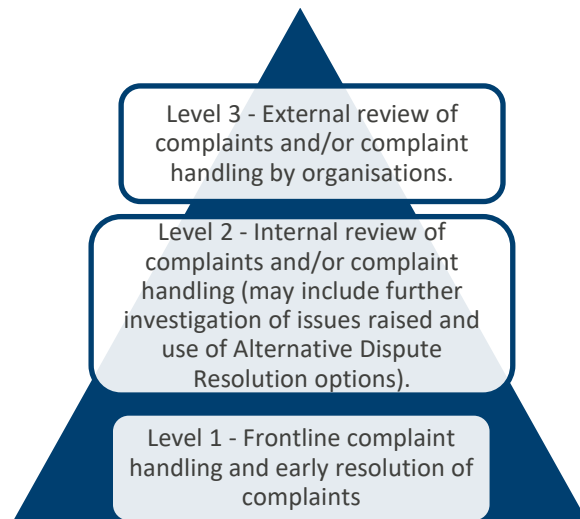 Level 3 - External review of
complaints and/or complaint
handling by organisations.
Level 2 - Internal review of
complaints and/or complaint
handling (may include further
investigation of issues raised and
use of Alternative Dispute
Resolution options).
Level 1 - Frontline complaint
handling and early resolution of
complaints